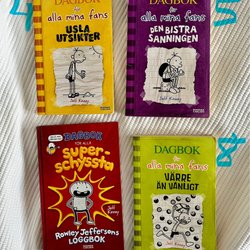 DAGBOK
för
alla mina fans
USLA
UTSIKTER
Jeff Kinney
DAGBOK
för
alla mina fans
DEN BISTRA
SANNINGEN
Jeff Kinney
DAGBOK
FÖR ALLA
super-
schyssta
Jeff
Kinney
Rowley Jeffersons
LOGGBOK
DAGBOK
för
alla mina fans
VÄRRE
ÄN VANLIGT
Jeff Kinney